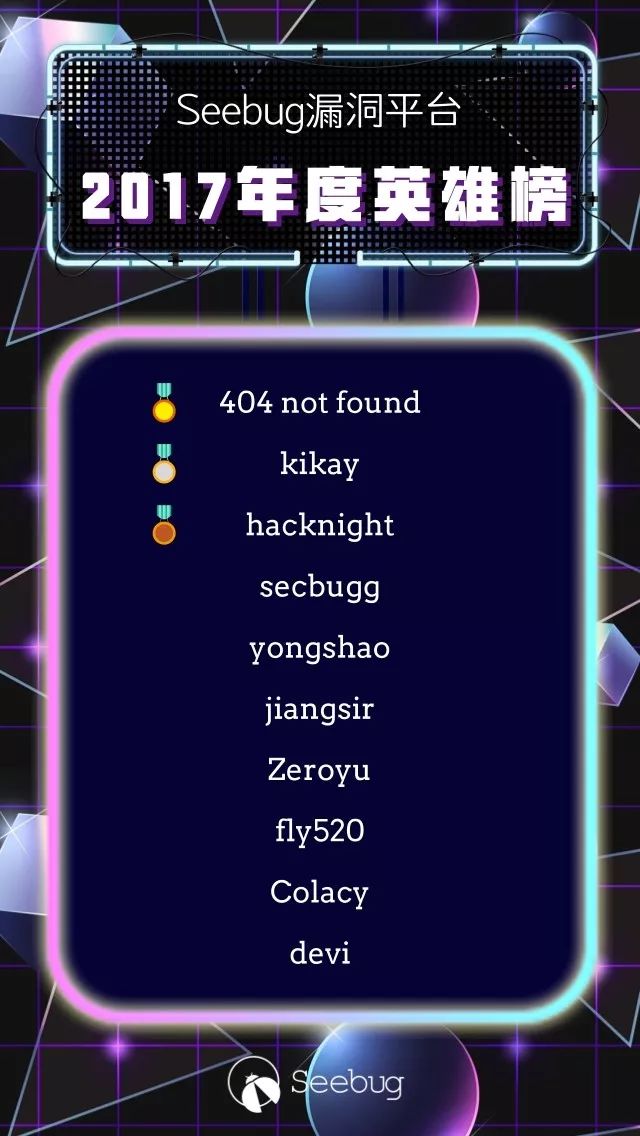 Seebug漏洞平台
2017年度英雄榜
404 not found
kikay
hacknight
secbugg
yongshao
jiangsir
Zeroyu
fly520
Colacy
devi
Seebug